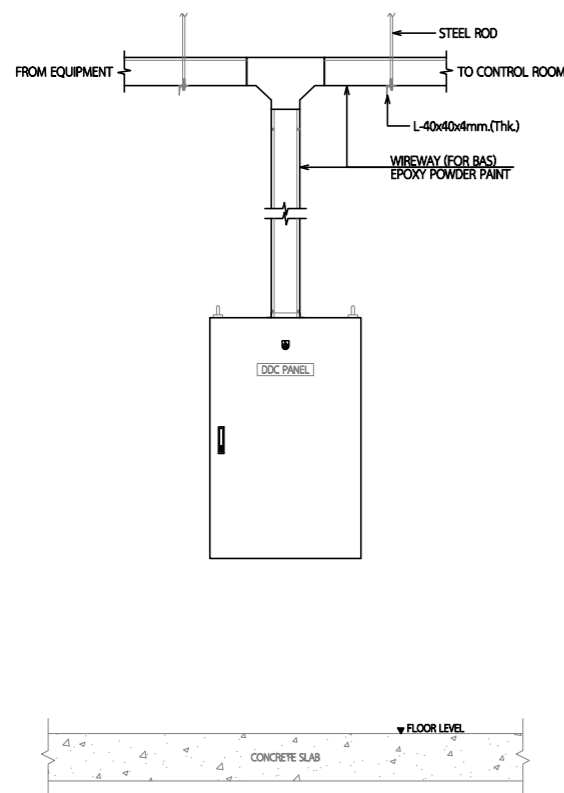 STEEL ROD
FROM EQUIPMENT
TO CONTROL ROOM
L-40x40x4mm.(Thk.)
WIREWAY (FOR BAS)
EPOXY POWDER PAINT
DDC PANEL
FLOOR LEVEL
CONCRETE SLAB